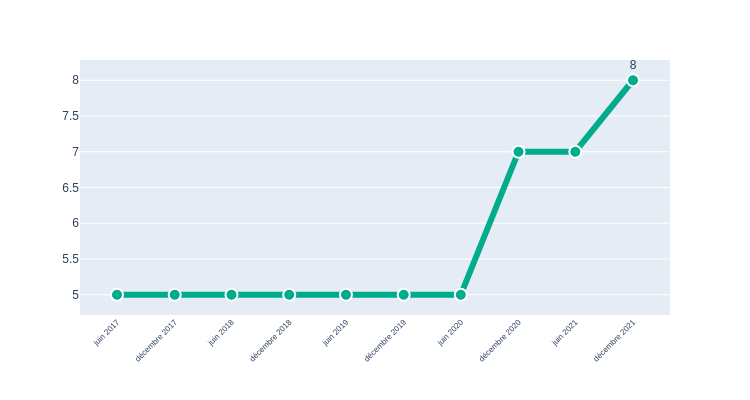 8
8
7.5
7
6.5
6
5.5
5
juin 2017
décembre 2017
juin 2018
décembre 2018
juin 2019
décembre 2019
juin 2020
décembre 2020
juin 2021
décembre 2021